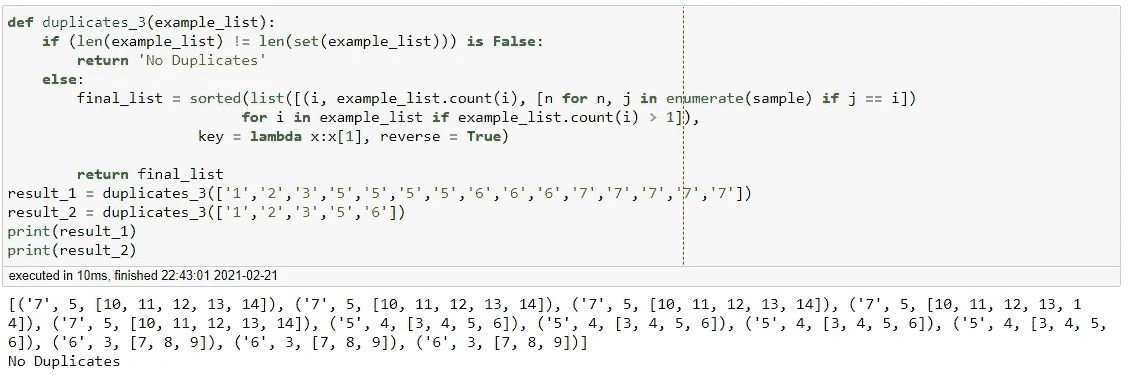 def duplicates_3(example_list):
    if (len(example_list) != len(set(example_list))) is False:
        return 'No Duplicates'
    else:
        final_list = sorted(list([(i, example_list.count(i), [n for n, j in enumerate(sample) if j == i])
                           for i in example_list if example_list.count(i) > 1]),
                      key = lambda x:x[1], reverse = True)
        return final_list
result_1 = duplicates_3(['1','2','3','5','5','5','5','6','6','6','7','7','7','7','7'])
result_2 = duplicates_3(['1','2','3','5','6'])
print(result_1)
print(result_2)
executed in 10ms, finished 22:43:01 2021-02-21
[('7', 5, [10, 11, 12, 13, 14]), ('7', 5, [10, 11, 12, 13, 14]), ('7', 5, [10, 11, 12, 13, 14]), ('7', 5, [10, 11, 12, 13, 1
4]), ('7', 5, [10, 11, 12, 13, 14]), ('5', 4, [3, 4, 5, 6]), ('5', 4, [3, 4, 5, 6]), ('5', 4, [3, 4, 5, 6]), ('5', 4, [3, 4, 5,
6]), ('6', 3, [7, 8, 9]), ('6', 3, [7, 8, 9]), ('6', 3, [7, 8, 9])]
No Duplicates